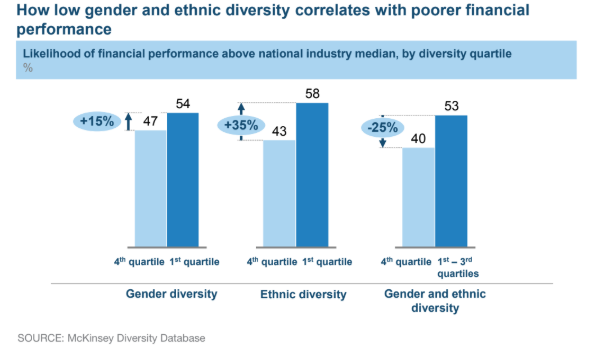 How low gender and ethnic diversity correlates with poorer financial
performance
Likelihood of financial performance above national industry median, by diversity quartile
%
+15% 47 54
+35% 43 58
-25% 40 53
4th quartile 1st quartile
4th quartile 1st quartile
4th quartile 1st – 3rd
quartiles
Gender diversity
Ethnic diversity
Gender and ethnic
diversity
SOURCE: McKinsey Diversity Database